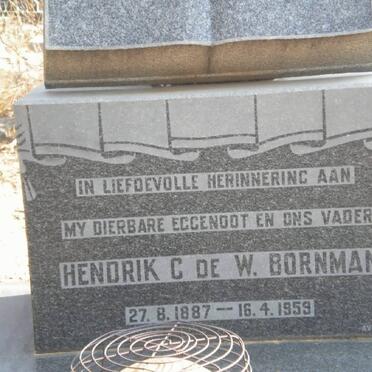 IN LIEFDEVOLLE HERINNERING AAN
MY DIERBARE EGGENOOT EN ONS VADER
HENDRIK C DE W. BORNMAN
27.8.1887 — 16.4.1959